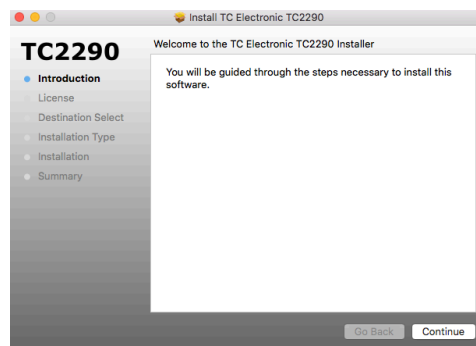 Install TC Electronic TC2290
TC2290
Welcome to the TC Electronic TC2290 Installer
Introduction
License
Destination Select
Installation Type
Installation
Summary
You will be guided through the steps necessary to install this
software.
Go Back
Continue